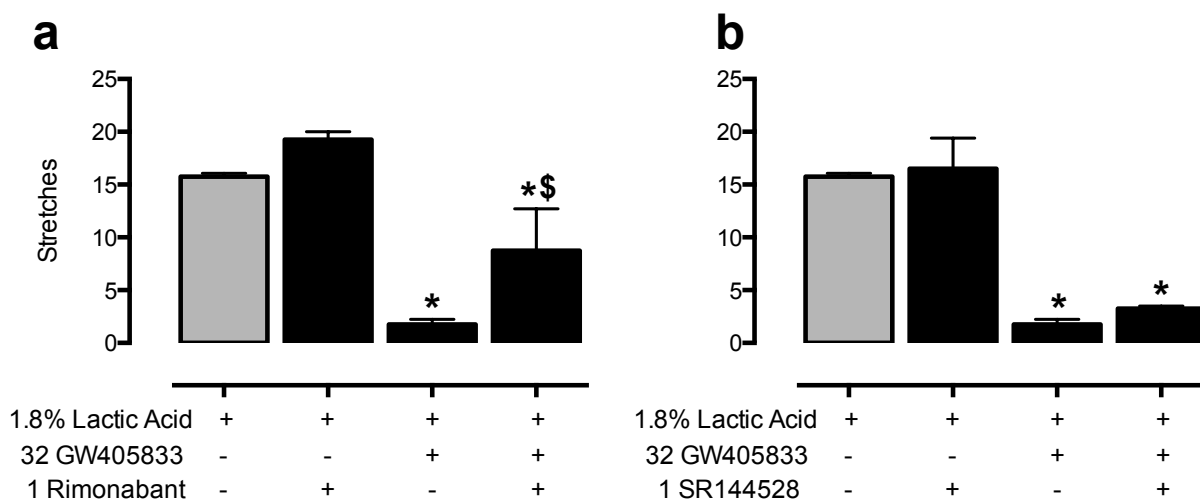 a
b
25
20
15
10
5
0
Stretches
*
*$
25
20
15
10
5
0
*
*
1.8% Lactic Acid + + + +
32 GW405833 - - + +
1 Rimonabant - + - +
1.8% Lactic Acid + + + +
32 GW405833 - - + +
1 SR144528 - + - +